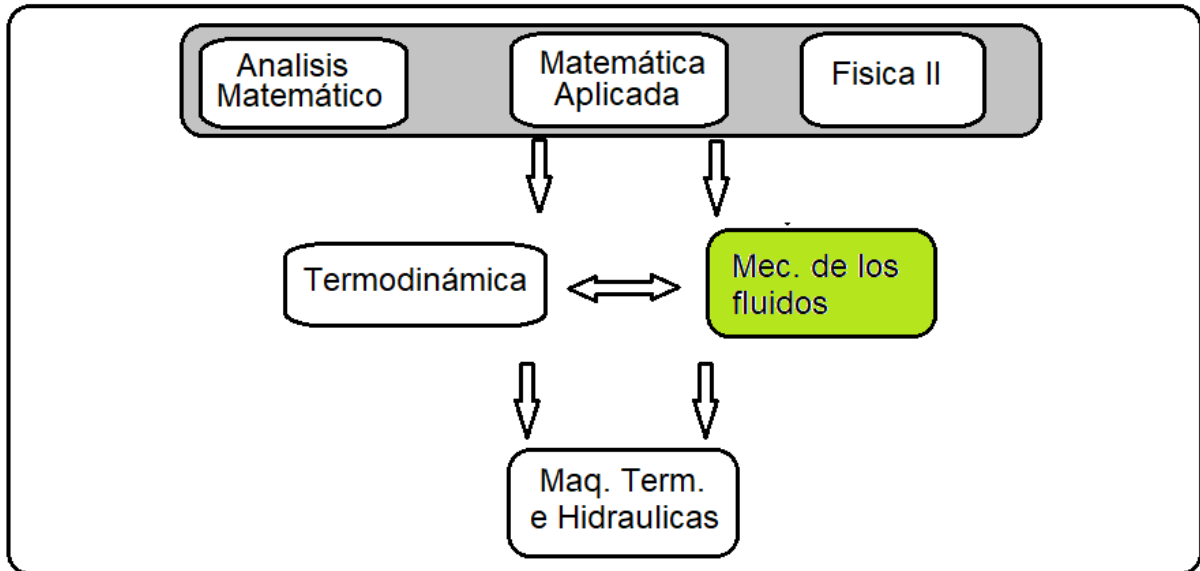 Analisis
Matemático
Matemática
Aplicada
Fisica II
Termodinámica
Mec. de los
fluidos
Maq. Term.
e Hidraulicas